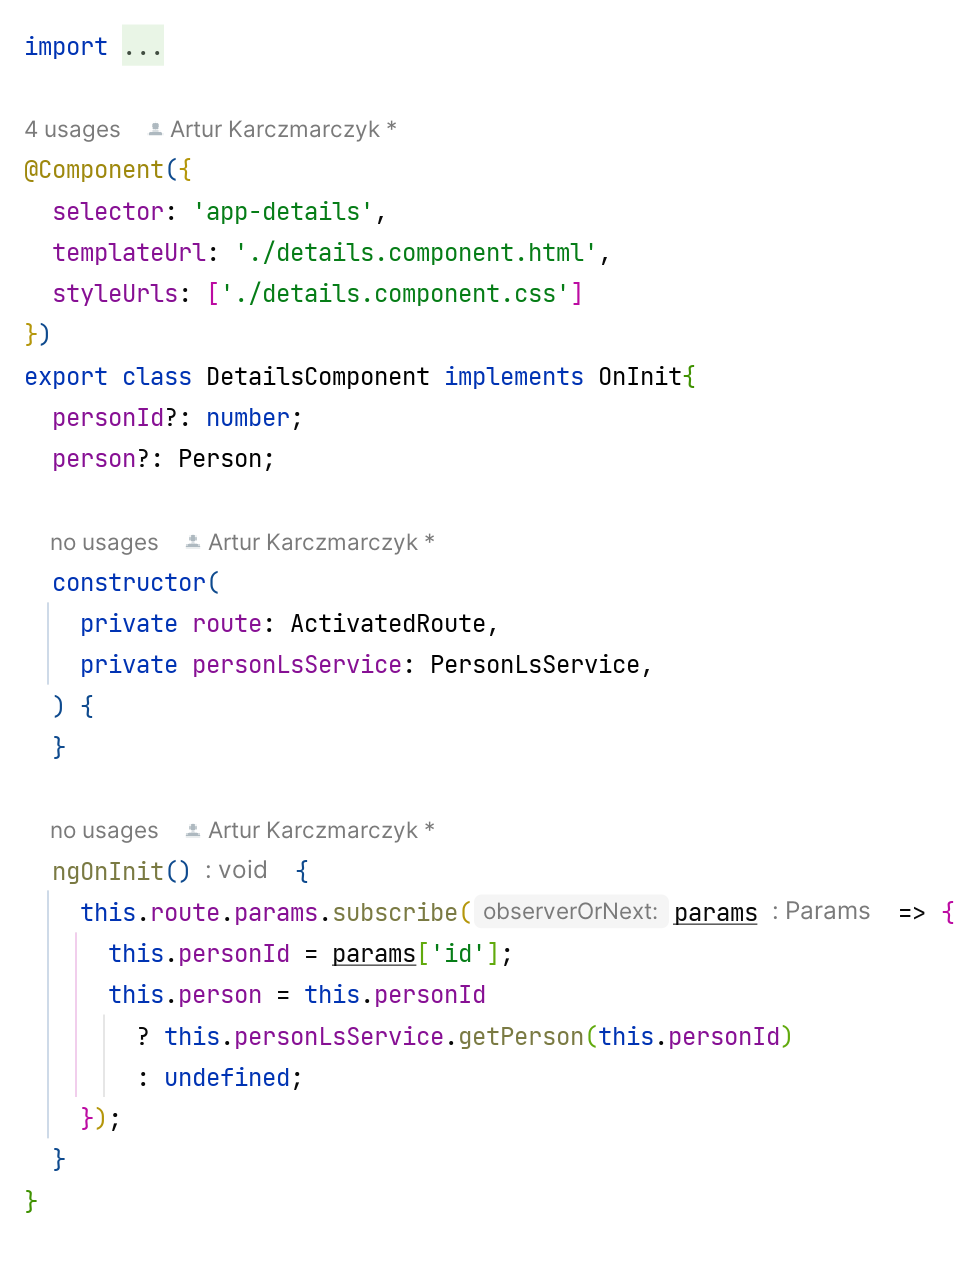 import ...
4 usages Artur Karczmarczyk *
@Component({
  selector: 'app-details',
  templateUrl: './details.component.html',
  styleUrls: ['./details.component.css']
})
export class DetailsComponent implements OnInit{
  personId?: number;
  person?: Person;
  no usages Artur Karczmarczyk *
  constructor(
    private route: ActivatedRoute,
    private personLsService: PersonLsService,
  ) {
  }
  no usages Artur Karczmarczyk *
  ngOnInit() : void {
    this.route.params.subscribe( observerOrNext: params : Params => {
      this.personId = params['id'];
      this.person = this.personId
        ? this.personLsService.getPerson(this.personId)
        : undefined;
    });
  }
}